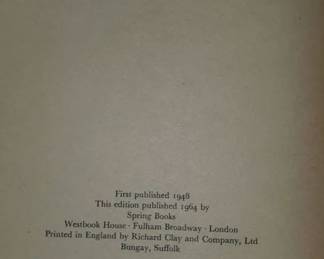 First published 1948
This edition published 1964 by
Spring Books
Westbook House · Fulham Broadway · London
Printed in England by Richard Clay and Company, Ltd
Bungay, Suffolk